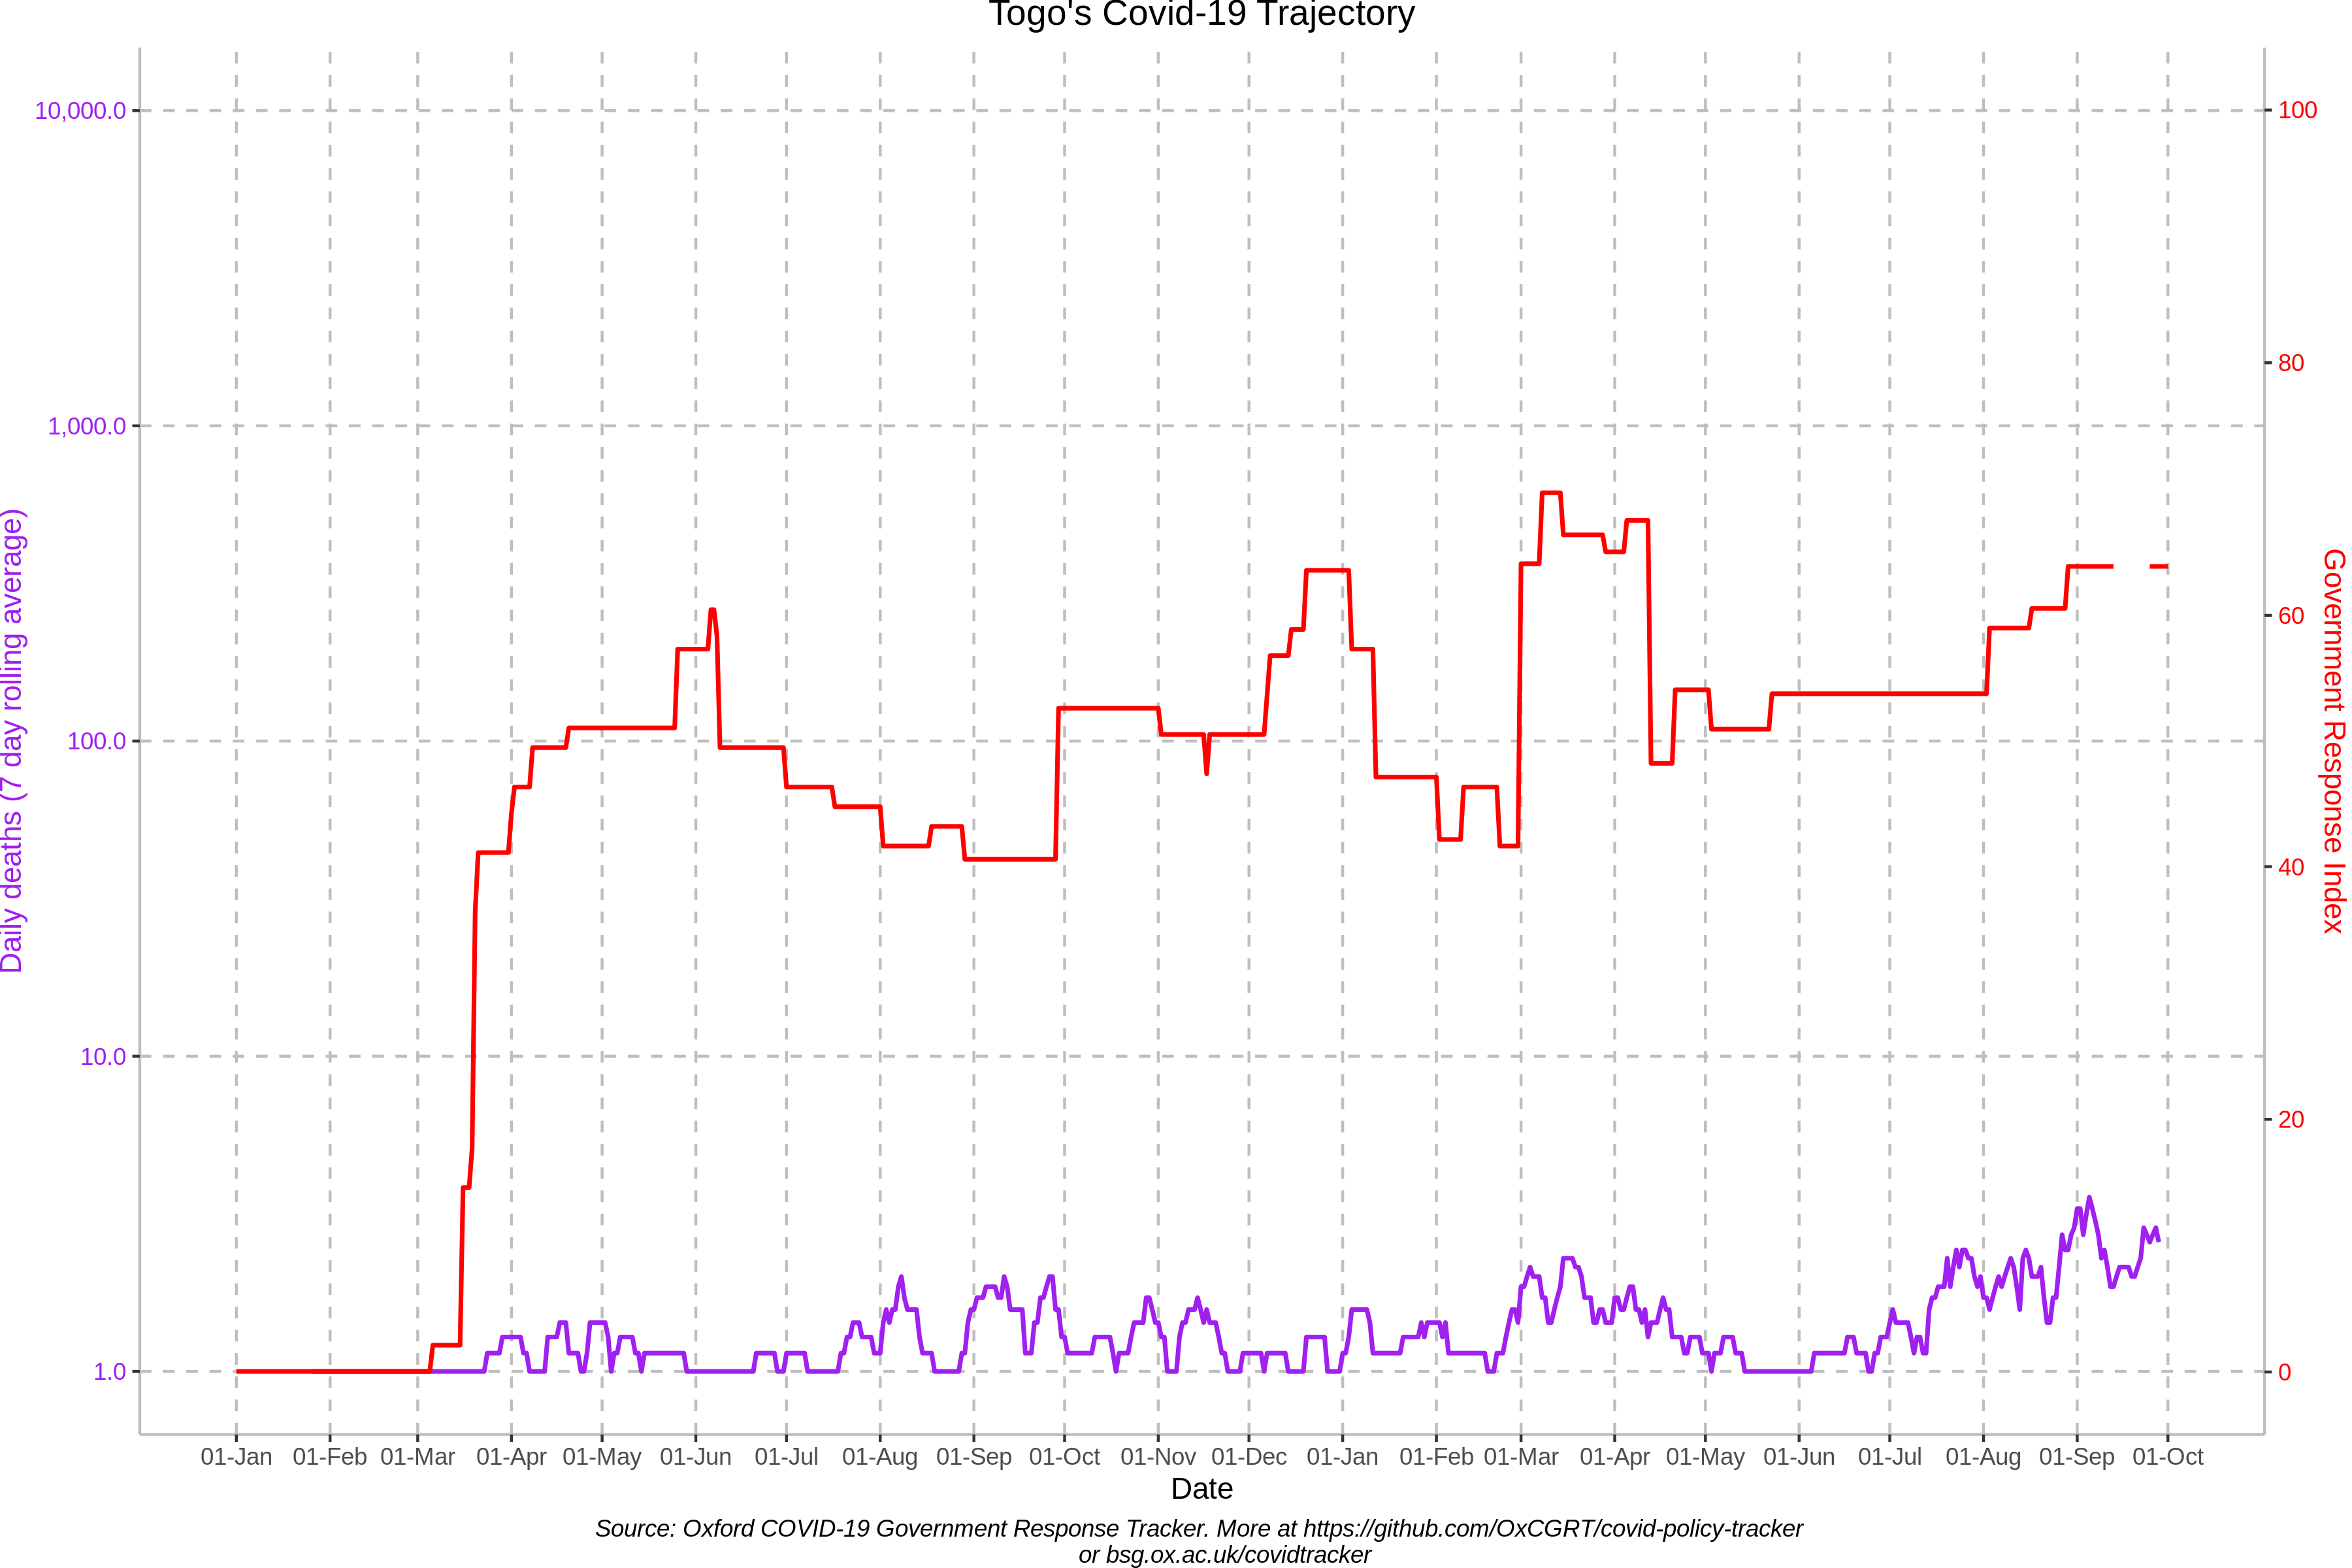 Togo's Covid-19 Trajectory
10,000.0
1,000.0
100.0
10.0
1.0
Daily deaths (7 day rolling average)
100
80
60
40
20
0
Government Response Index
01-Jan 01-Feb 01-Mar 01-Apr 01-May 01-Jun 01-Jul 01-Aug 01-Sep 01-Oct 01-Nov 01-Dec 01-Jan 01-Feb 01-Mar 01-Apr 01-May 01-Jun 01-Jul 01-Aug 01-Sep 01-Oct
Date
Source: Oxford COVID-19 Government Response Tracker. More at https://github.com/OxCGRT/covid-policy-tracker
or bsg.ox.ac.uk/covidtracker